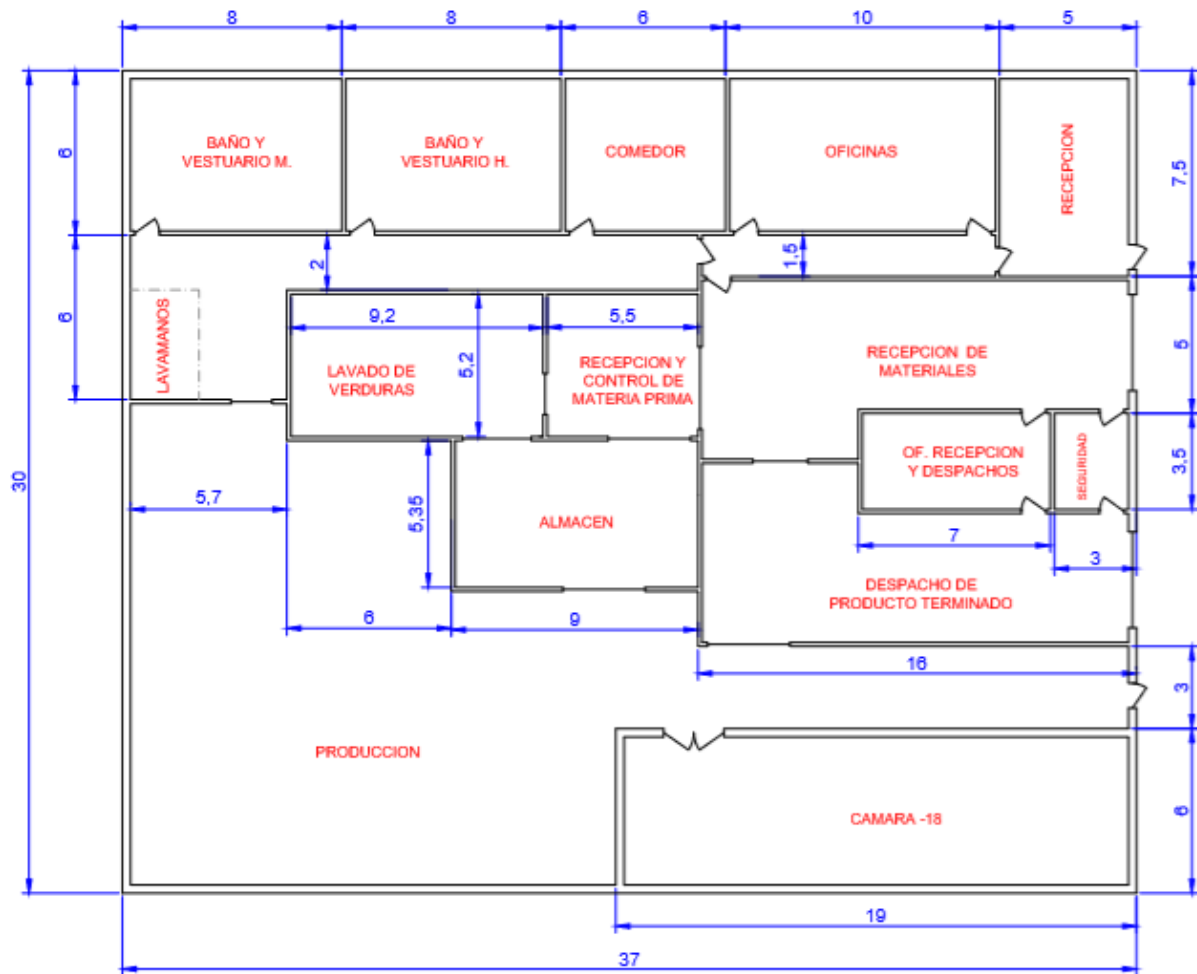 8
8
6
10
5
BAÑO Y
VESTUARIO M.
BAÑO Y
VESTUARIO H.
COMEDOR
OFICINAS
RECEPCION
6
7,5
2
1,5
6
LAVAMANOS
9,2
5,5
5,2
LAVADO DE
VERDURAS
RECEPCION Y
CONTROL DE
MATERIA PRIMA
RECEPCION DE
MATERIALES
5
30
5,7
5,35
ALMACEN
OF. RECEPCION
Y DESPACHOS
SEGURIDAD
3,5
7
3
DESPACHO DE
PRODUCTO TERMINADO
6
9
16
3
PRODUCCION
CAMARA -18
6
19
37